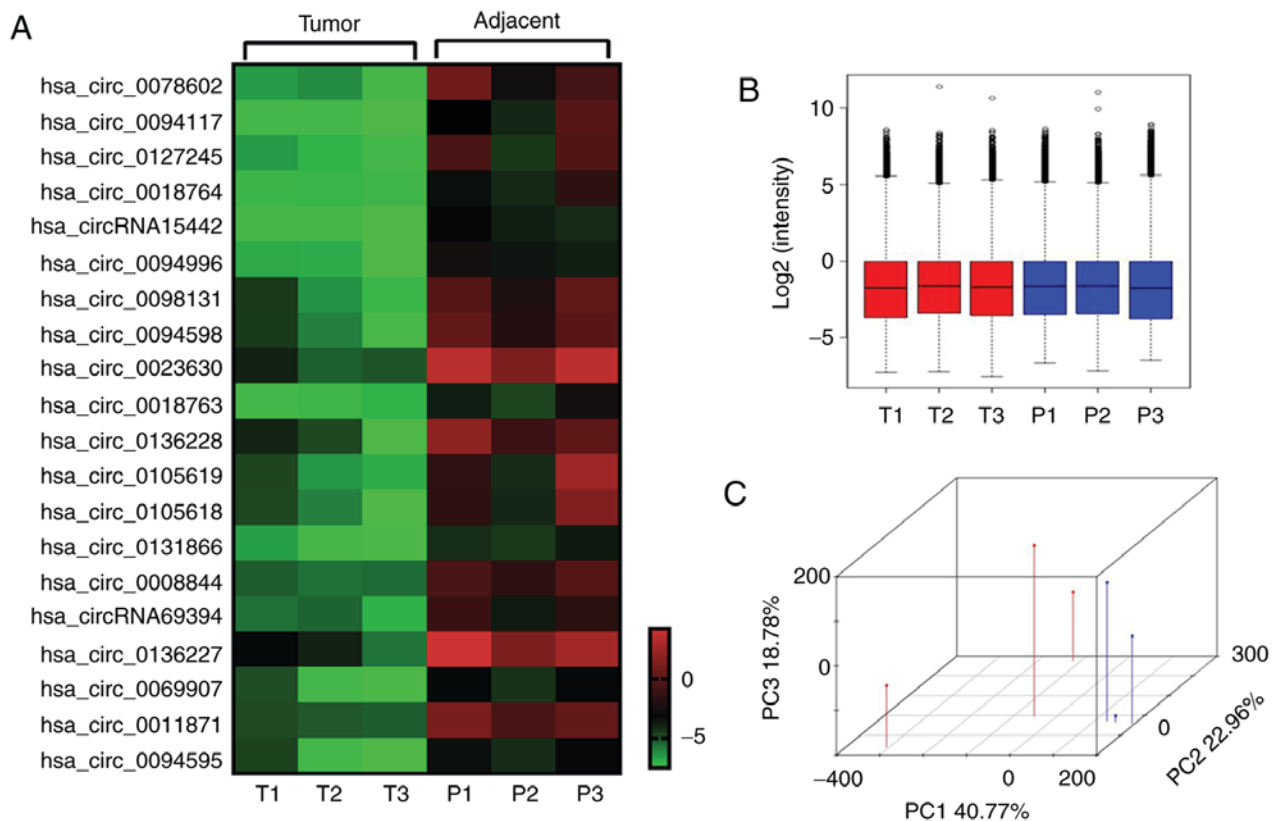 A
Tumor
Adjacent
hsa_circ_0078602
hsa_circ_0094117
hsa_circ_0127245
hsa_circ_0018764
hsa_circRNA15442
hsa_circ_0094996
hsa_circ_0098131
hsa_circ_0094598
hsa_circ_0023630
hsa_circ_0018763
hsa_circ_0136228
hsa_circ_0105619
hsa_circ_0105618
hsa_circ_0131866
hsa_circ_0008844
hsa_circRNA69394
hsa_circ_0136227
hsa_circ_0069907
hsa_circ_0011871
hsa_circ_0094595
T1 T2 T3 P1 P2 P3
0
−5
B
Log2 (intensity)
10
5
0
−5
T1 T2 T3 P1 P2 P3
C
PC3 18.78%
200
0
−400 0 200
PC1 40.77%
300
0
PC2 22.96%